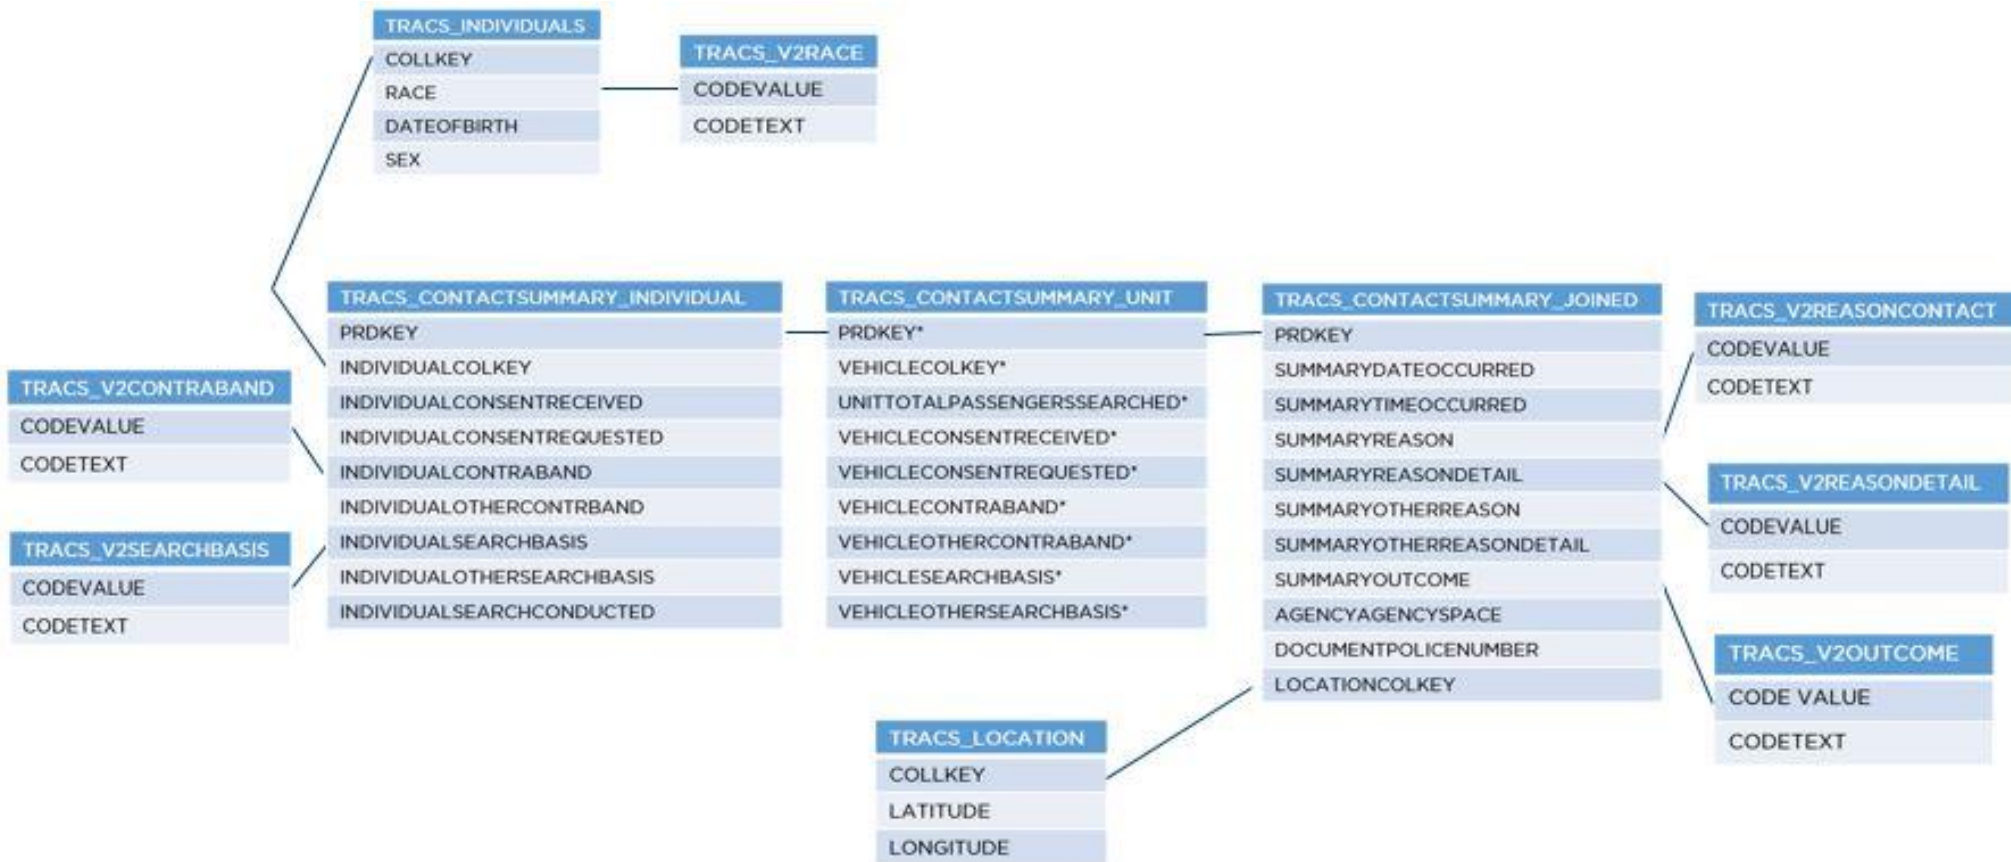 TRACS_INDIVIDUALS
COLLKEY
RACE
DATEOFBIRTH
SEX
TRACS_V2RACE
CODEVALUE
CODETEXT
TRACS_CONTACTSUMMARY_INDIVIDUAL
PRDKEY
INDIVIDUALCOLKEY
INDIVIDUALCONSENTRECEIVED
INDIVIDUALCONSENTREQUESTED
INDIVIDUALCONTRABAND
INDIVIDUALOTHERCONTRBAND
INDIVIDUALSEARCHBASIS
INDIVIDUALOTHERSEARCHBASIS
INDIVIDUALSEARCHCONDUCTED
TRACS_CONTACTSUMMARY_UNIT
PRDKEY*
VEHICLECOLKEY*
UNITTOTALPASSENGERSSEARCHED*
VEHICLECONSENTRECEIVED*
VEHICLECONSENTREQUESTED*
VEHICLECONTRABAND*
VEHICLEOTHERCONTRABAND*
VEHICLESEARCHBASIS*
VEHICLEOTHERSEARCHBASIS*
TRACS_CONTACTSUMMARY_JOINED
PRDKEY
SUMMARYDATEOCCURRED
SUMMARYTIMEOCCURRED
SUMMARYREASON
SUMMARYREASONDETAIL
SUMMARYOTHERREASON
SUMMARYOTHERREASONDETAIL
SUMMARYOUTCOME
AGENCYAGENCYSPACE
DOCUMENTPOLICENUMBER
LOCATIONCOLKEY
TRACS_V2REASONCONTACT
CODEVALUE
CODETEXT
TRACS_V2CONTRABAND
CODEVALUE
CODETEXT
TRACS_V2REASONDETAIL
CODEVALUE
CODETEXT
TRACS_V2SEARCHBASIS
CODEVALUE
CODETEXT
TRACS_V2OUTCOME
CODE VALUE
CODETEXT
TRACS_LOCATION
COLLKEY
LATITUDE
LONGITUDE